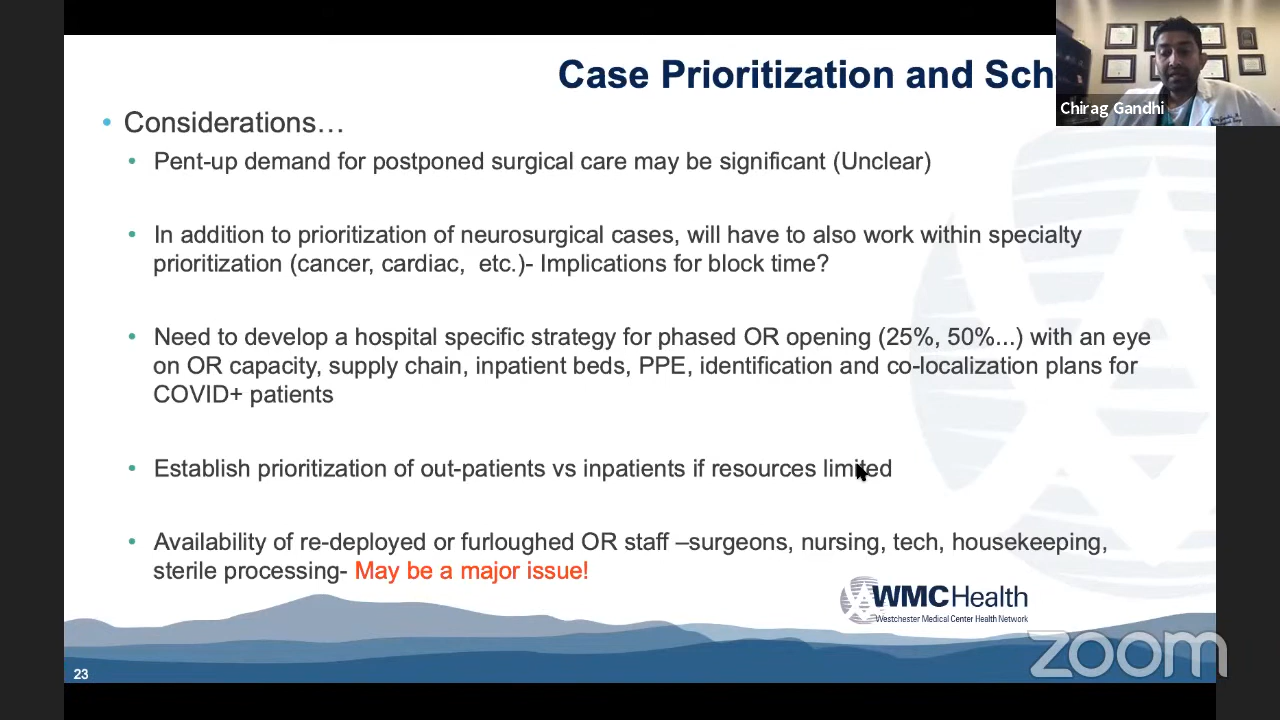 Case Prioritization and Sch
Chirag Gandhi
• Considerations…
• Pent-up demand for postponed surgical care may be significant (Unclear)
• In addition to prioritization of neurosurgical cases, will have to also work within specialty
prioritization (cancer, cardiac, etc.)- Implications for block time?
• Need to develop a hospital specific strategy for phased OR opening (25%, 50%...) with an eye
on OR capacity, supply chain, inpatient beds, PPE, identification and co-localization plans for
COVID+ patients
• Establish prioritization of out-patients vs inpatients if resources limited
• Availability of re-deployed or furloughed OR staff –surgeons, nursing, tech, housekeeping,
sterile processing- May be a major issue!
WMCHealth
Westchester Medical Center Health Network
zoom
23